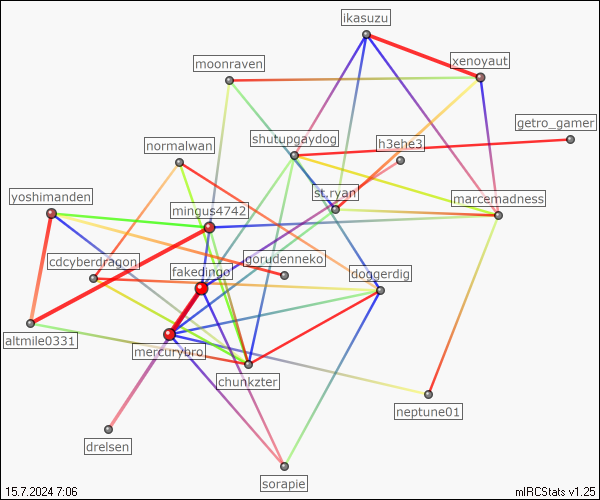 ikasuzu
xenoyaut
moonraven
getro_gamer
shutupgaydog
h3ehe3
normalwan
st.ryan
yoshimanden
marcemadness
mingus4742
gorudenneko
cdcyberdragon
fakedingo
doggerdig
altmile0331
mercurybro
chunkzter
neptune01
drelsen
sorapie
15.7.2024 7:06
mIRCStats v1.25